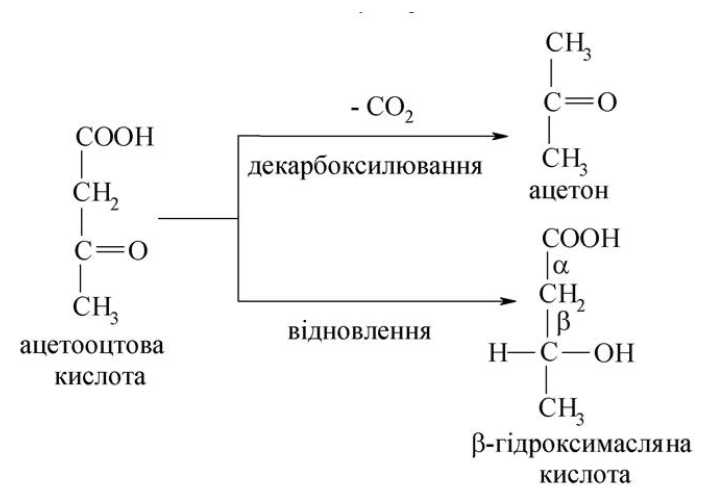 COOH
CH2
C=O
CH3
ацетооцтова
кислота
- CO2
декарбоксилювання
CH3
C=O
CH3
ацетон
відновлення
COOH
α
CH2
β
H—C—OH
CH3
β-гідроксимасляна
кислота